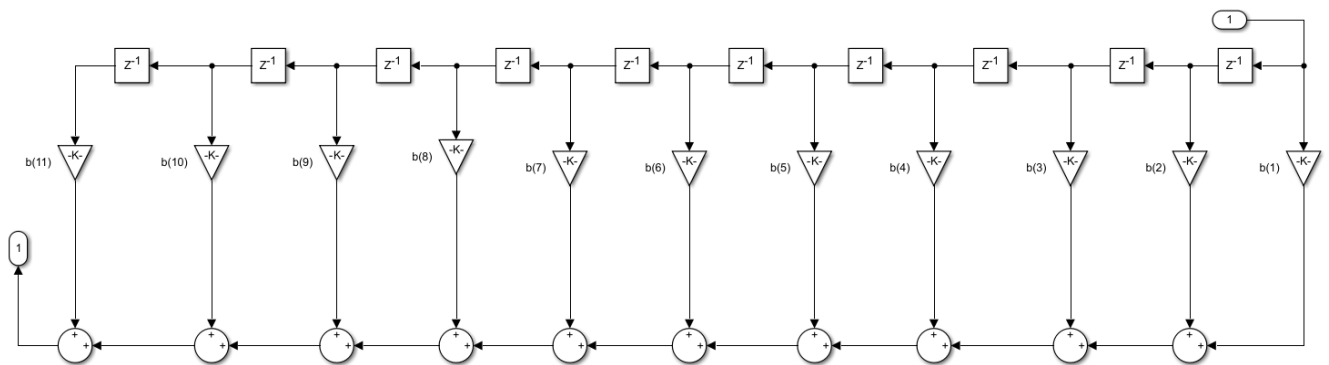 1
Z-1 Z-1 Z-1 Z-1 Z-1 Z-1 Z-1 Z-1 Z-1 Z-1
-K- -K- -K- -K- -K- -K- -K- -K- -K- -K- -K-
b(11) b(10) b(9) b(8) b(7) b(6) b(5) b(4) b(3) b(2) b(1)
1
+ + + + + + + + + +
+ + + + + + + + + +